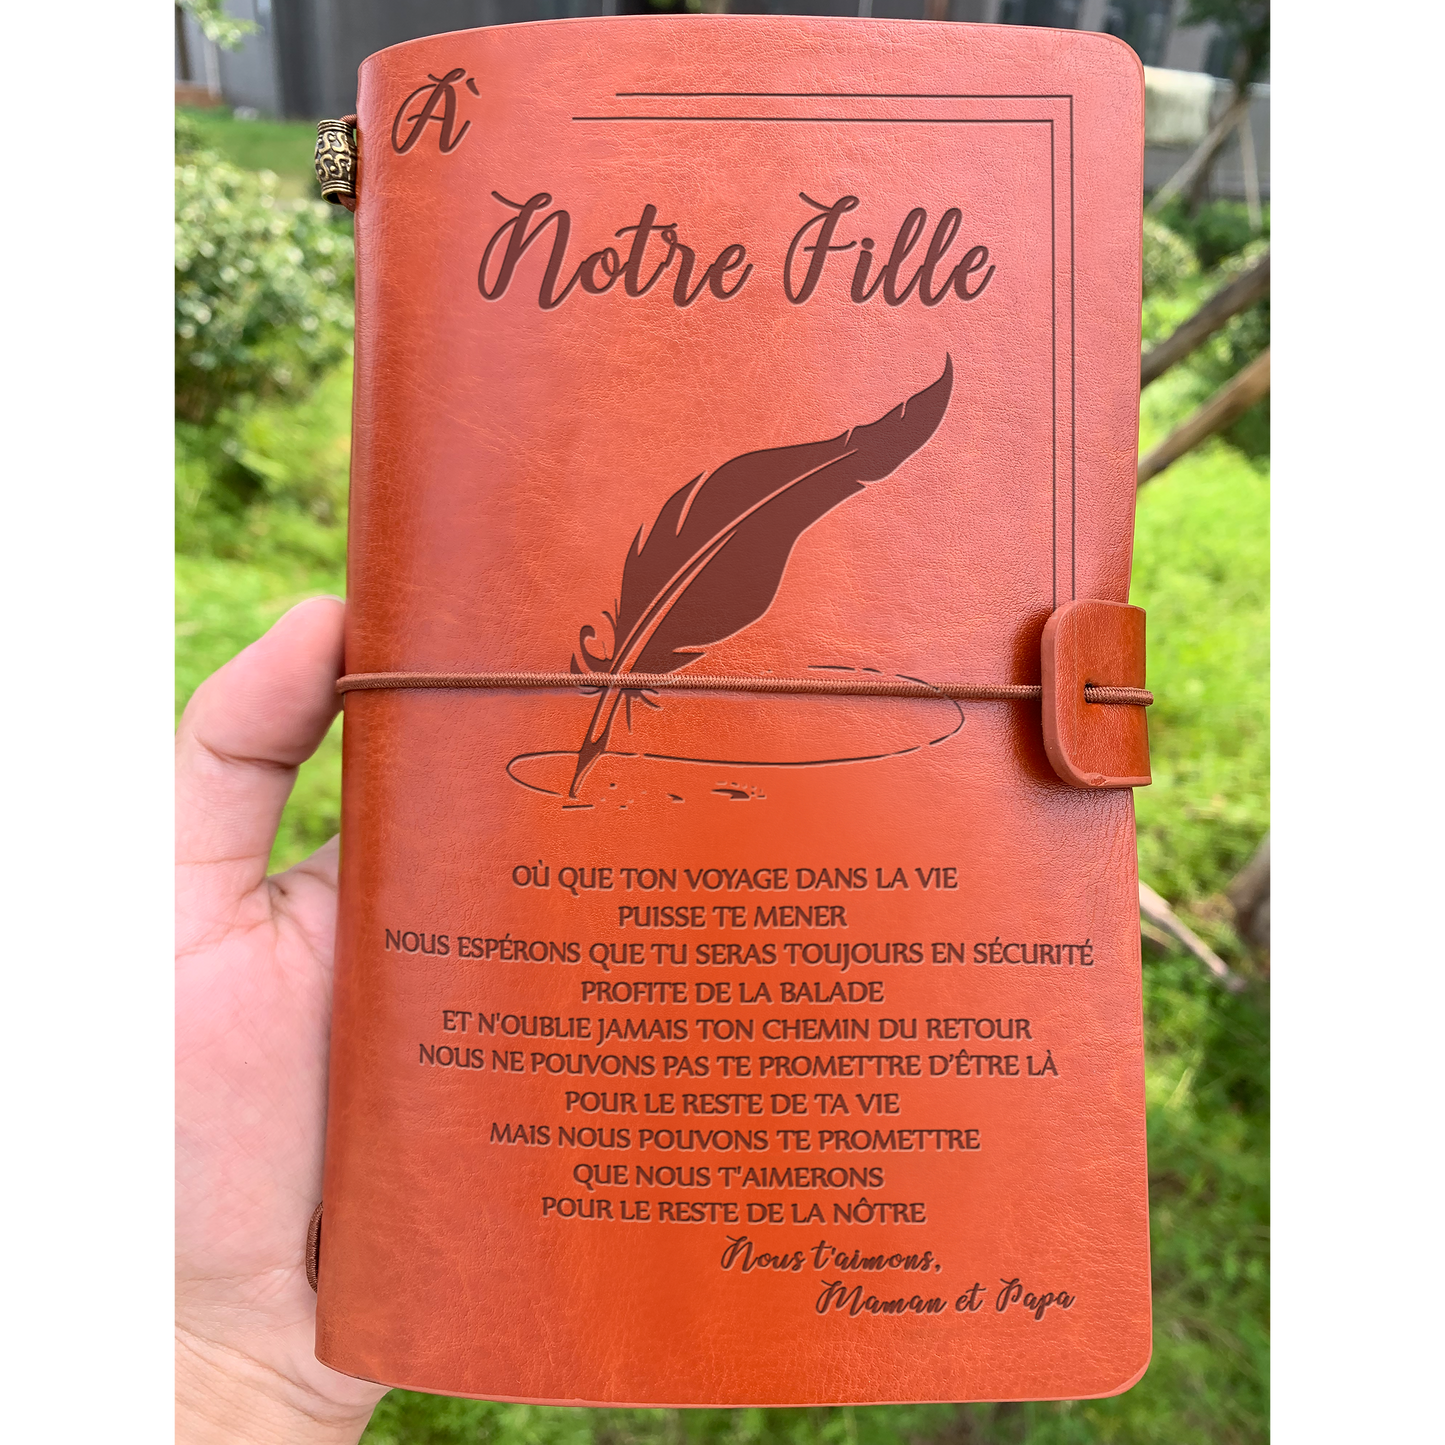 À
Notre Fille
OÙ QUE TON VOYAGE DANS LA VIE
PUISSE TE MENER
NOUS ESPÉRONS QUE TU SERAS TOUJOURS EN SÉCURITÉ
PROFITE DE LA BALADE
ET N'OUBLIE JAMAIS TON CHEMIN DU RETOUR
NOUS NE POUVONS PAS TE PROMETTRE D’ÊTRE LÀ
POUR LE RESTE DE TA VIE
MAIS NOUS POUVONS TE PROMETTRE
QUE NOUS T'AIMERONS
POUR LE RESTE DE LA NÔTRE
Nous t'aimons,
Maman et Papa